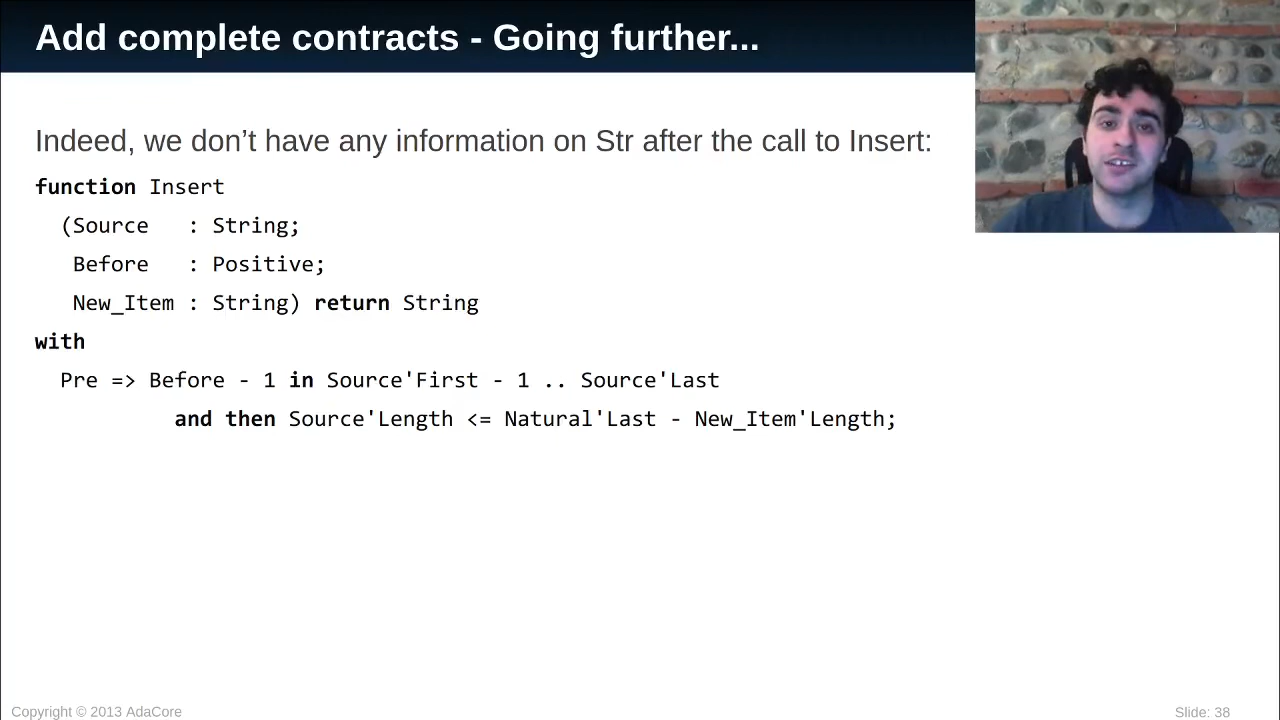 Add complete contracts - Going further...
Indeed, we don’t have any information on Str after the call to Insert:
function Insert
(Source : String;
Before : Positive;
New_Item : String) return String
with
Pre => Before - 1 in Source'First - 1 .. Source'Last
and then Source'Length <= Natural'Last - New_Item'Length;
Copyright © 2013 AdaCore
Slide: 38